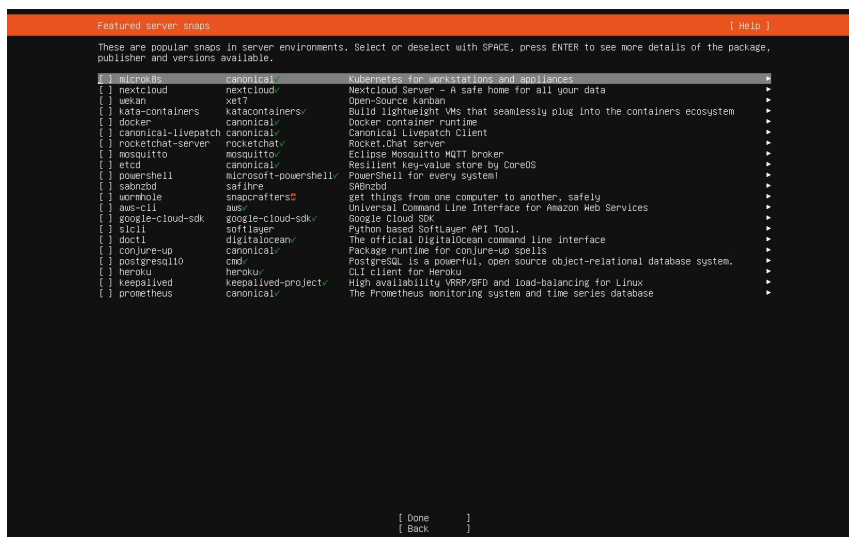 Featured server snaps [ Help ]
These are popular snaps in server environments. Select or deselect with SPACE, press ENTER to see more details of the package,
publisher and versions available.
[ ] microk8s canonical✓ Kubernetes for workstations and appliances ▸
[ ] nextcloud nextcloud✓ Nextcloud Server - A safe home for all your data ▸
[ ] wekan xet7 Open-Source kanban ▸
[ ] kata-containers katacontainers✓ Build lightweight VMs that seamlessly plug into the containers ecosystem ▸
[ ] docker canonical✓ Docker container runtime ▸
[ ] canonical-livepatch canonical✓ Canonical Livepatch Client ▸
[ ] rocketchat-server rocketchat✓ Rocket.Chat server ▸
[ ] mosquitto mosquitto✓ Eclipse Mosquitto MQTT broker ▸
[ ] etcd canonical✓ Resilient key-value store by CoreOS ▸
[ ] powershell microsoft-powershell✓ PowerShell for every system! ▸
[ ] sabnzbd safihre SABnzbd ▸
[ ] wormhole snapcrafters get things from one computer to another, safely ▸
[ ] aws-cli aws✓ Universal Command Line Interface for Amazon Web Services ▸
[ ] google-cloud-sdk google-cloud-sdk✓ Google Cloud SDK ▸
[ ] slcli softlayer Python based SoftLayer API Tool. ▸
[ ] doctl digitalocean✓ The official DigitalOcean command line interface ▸
[ ] conjure-up canonical✓ Package runtime for conjure-up spells ▸
[ ] postgresql10 cmd✓ PostgreSQL is a powerful, open source object-relational database system. ▸
[ ] heroku heroku✓ CLI client for Heroku ▸
[ ] keepalived keepalived-project✓ High availability VRRP/BFD and load-balancing for Linux ▸
[ ] prometheus canonical✓ The Prometheus monitoring system and time series database ▸
[ Done ]
[ Back ]